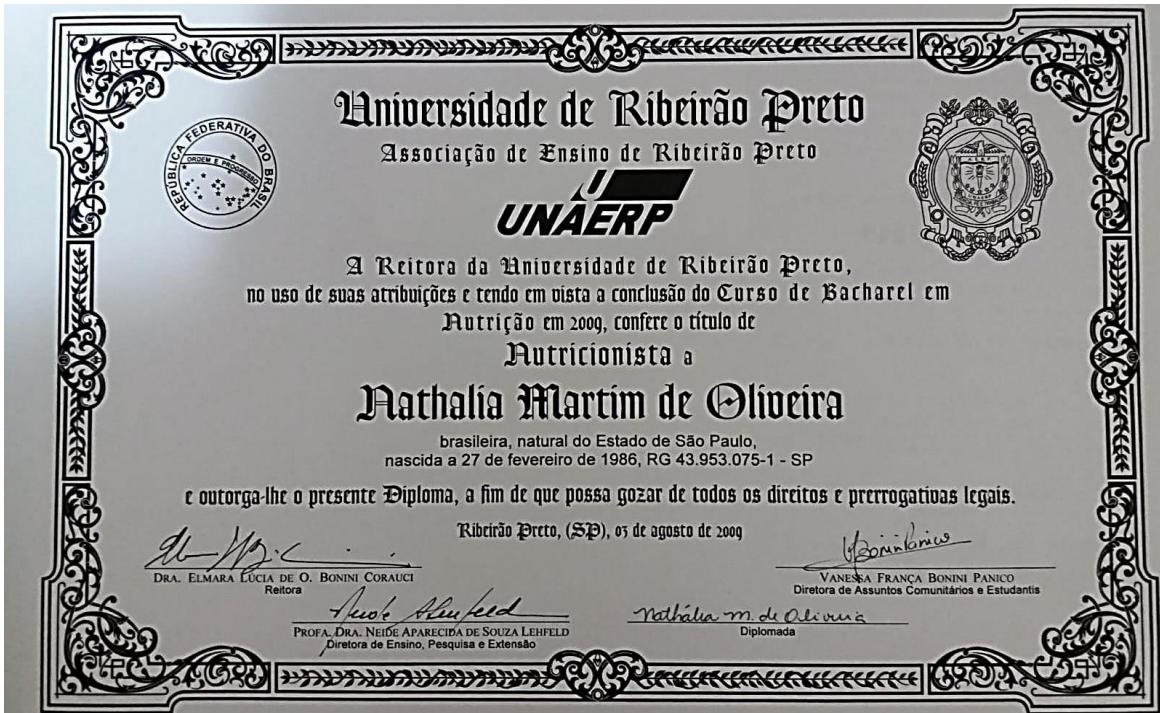 Universidade de Ribeirão Preto
Associação de Ensino de Ribeirão Preto
REPÚBLICA FEDERATIVA DO BRASIL
ORDEM E PROGRESSO
UNAERP
A Reitora da Universidade de Ribeirão Preto,
no uso de suas atribuições e tendo em vista a conclusão do Curso de Bacharel em
Nutrição em 2009, confere o título de
Nutricionista a
Nathalia Martim de Oliveira
brasileira, natural do Estado de São Paulo,
nascida a 27 de fevereiro de 1986, RG 43.953.075-1 - SP
e outorga-lhe o presente Diploma, a fim de que possa gozar de todos os direitos e prerrogativas legais.
Ribeirão Preto, (SP), 03 de agosto de 2009
DRA. ELMARA LÚCIA DE O. BONINI CORAUCI
Reitora
VBoniniPanico
VANESSA FRANÇA BONINI PANICO
Diretora de Assuntos Comunitários e Estudantis
PROFA. DRA. NEIDE APARECIDA DE SOUZA LEHFELD
Diretora de Ensino, Pesquisa e Extensão
Nathália M. de Oliveira
Diplomada